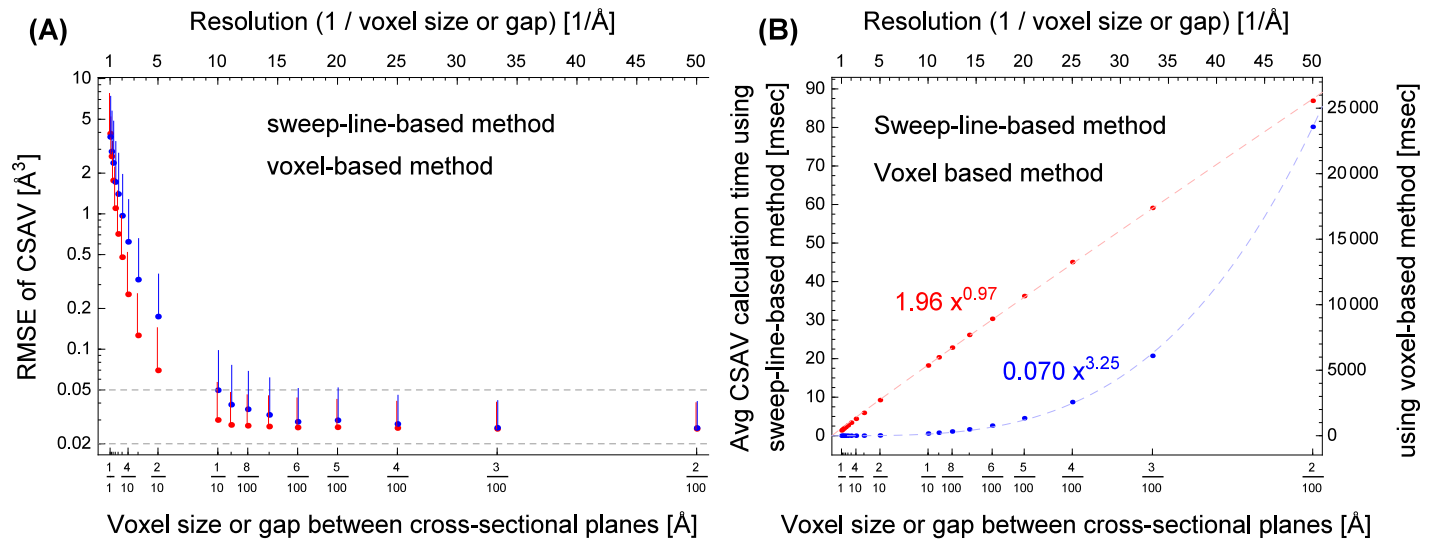 (A)
Resolution (1 / voxel size or gap) [1/Å]
1 5 10 15 20 25 30 35 40 45 50
RMSE of CSAV [Å³]
10
5
2
1
0.5
0.2
0.1
0.05
0.02
sweep-line-based method
voxel-based method
1/1 4/10 2/10 1/10 8/100 6/100 5/100 4/100 3/100 2/100
Voxel size or gap between cross-sectional planes [Å]
(B)
Resolution (1 / voxel size or gap) [1/Å]
1 5 10 15 20 25 30 35 40 45 50
Avg CSAV calculation time using
sweep-line-based method [msec]
90
80
70
60
50
40
30
20
10
0
Sweep-line-based method
Voxel based method
1.96 x^0.97
0.070 x^3.25
25 000
20 000
15 000
10 000
5000
0
using voxel-based method [msec]
1/1 4/10 2/10 1/10 8/100 6/100 5/100 4/100 3/100 2/100
Voxel size or gap between cross-sectional planes [Å]